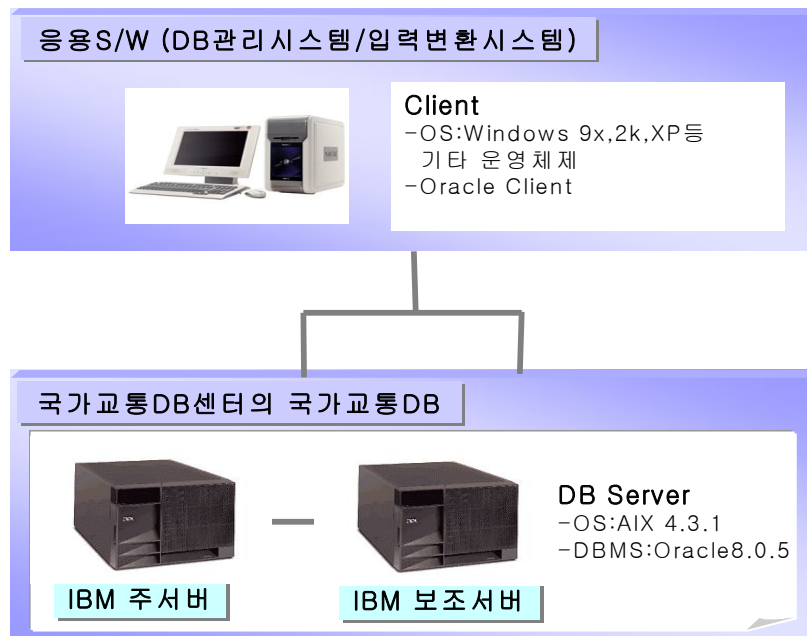 응용S/W (DB관리시스템/입력변환시스템)
Client
-OS:Windows 9x,2k,XP등
기타 운영체제
-Oracle Client
국가교통DB센터의 국가교통DB
DB Server
-OS:AIX 4.3.1
-DBMS:Oracle8.0.5
IBM 주서버
IBM 보조서버